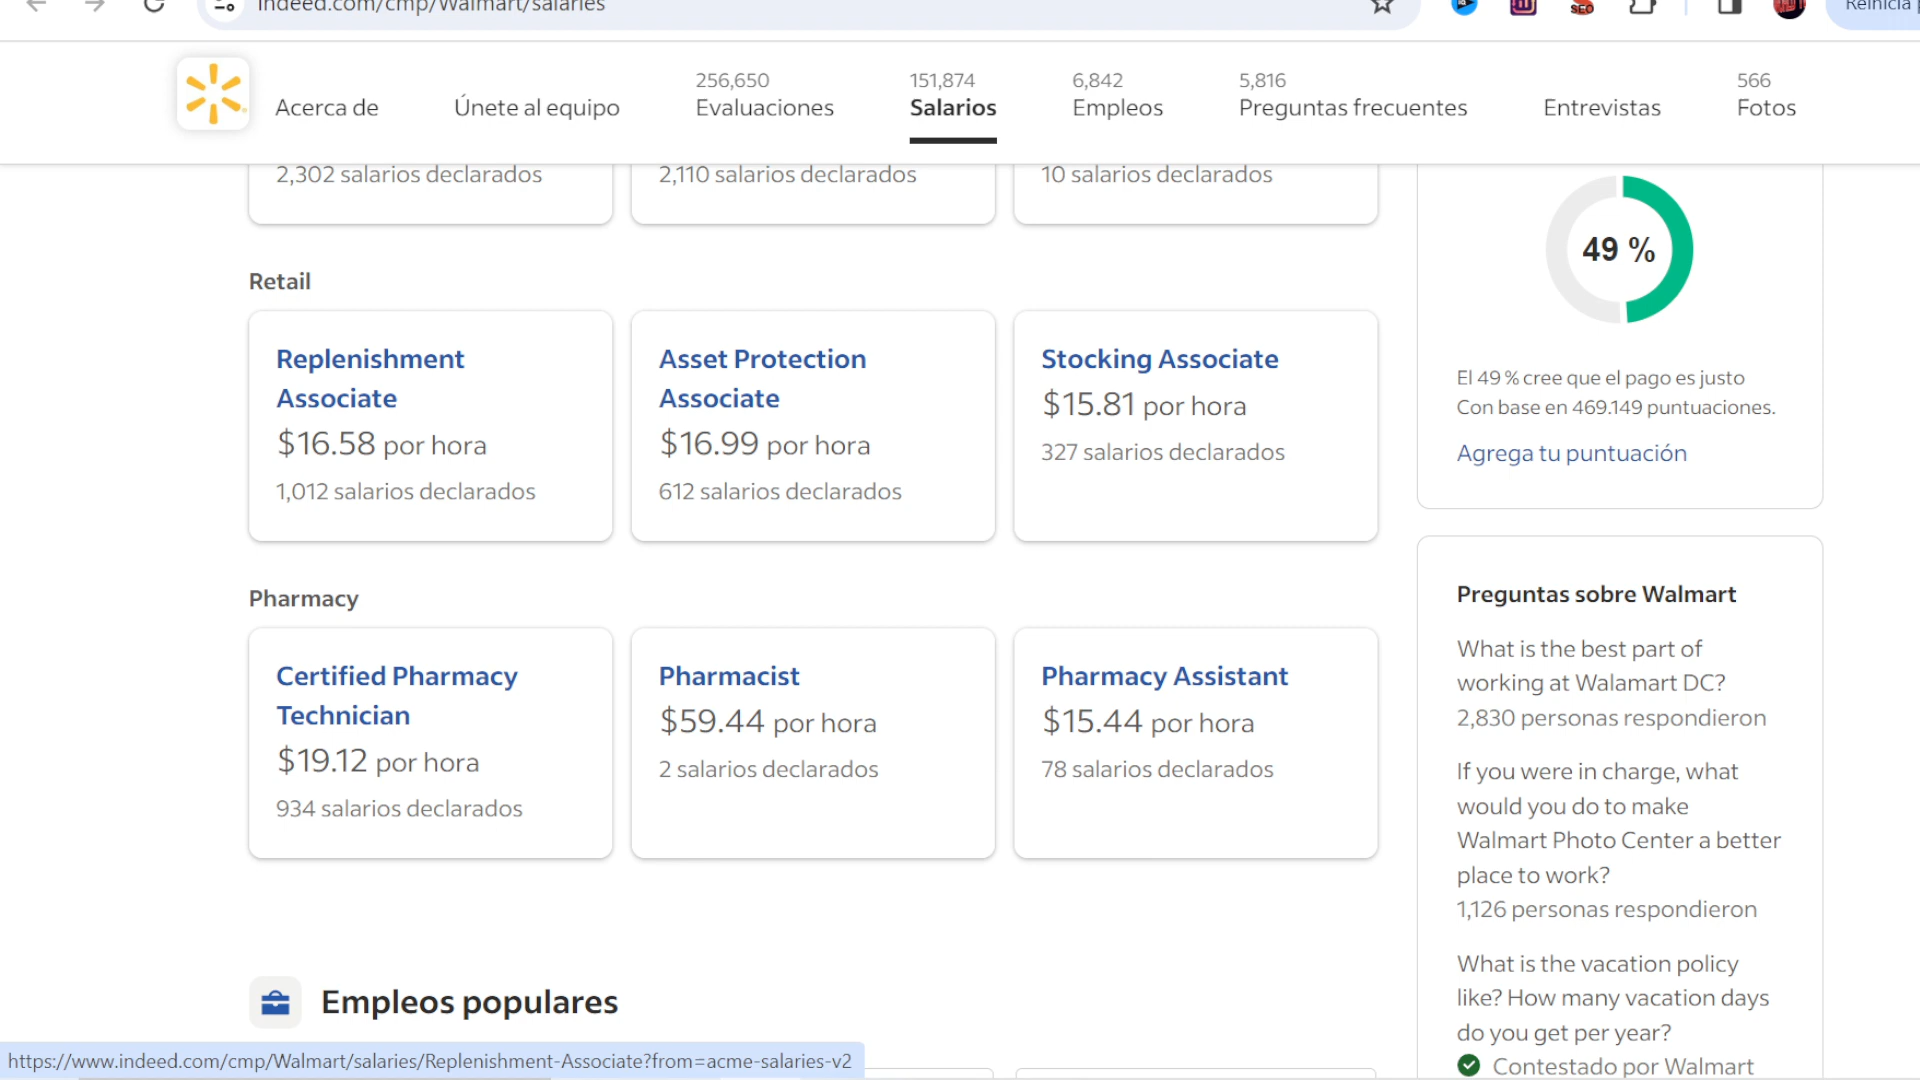 indeed.com/cmp/Walmart/salaries
SEO
Reinicia p
Acerca de
Únete al equipo
256,650
Evaluaciones
151,874
Salarios
6,842
Empleos
5,816
Preguntas frecuentes
Entrevistas
566
Fotos
2,302 salarios declarados
2,110 salarios declarados
10 salarios declarados
Retail
Replenishment
Associate
$16.58 por hora
1,012 salarios declarados
Asset Protection
Associate
$16.99 por hora
612 salarios declarados
Stocking Associate
$15.81 por hora
327 salarios declarados
Pharmacy
Certified Pharmacy
Technician
$19.12 por hora
934 salarios declarados
Pharmacist
$59.44 por hora
2 salarios declarados
Pharmacy Assistant
$15.44 por hora
78 salarios declarados
Empleos populares
49 %
El 49 % cree que el pago es justo
Con base en 469.149 puntuaciones.
Agrega tu puntuación
Preguntas sobre Walmart
What is the best part of
working at Walamart DC?
2,830 personas respondieron
If you were in charge, what
would you do to make
Walmart Photo Center a better
place to work?
1,126 personas respondieron
What is the vacation policy
like? How many vacation days
do you get per year?
Contestado por Walmart
https://www.indeed.com/cmp/Walmart/salaries/Replenishment-Associate?from=acme-salaries-v2